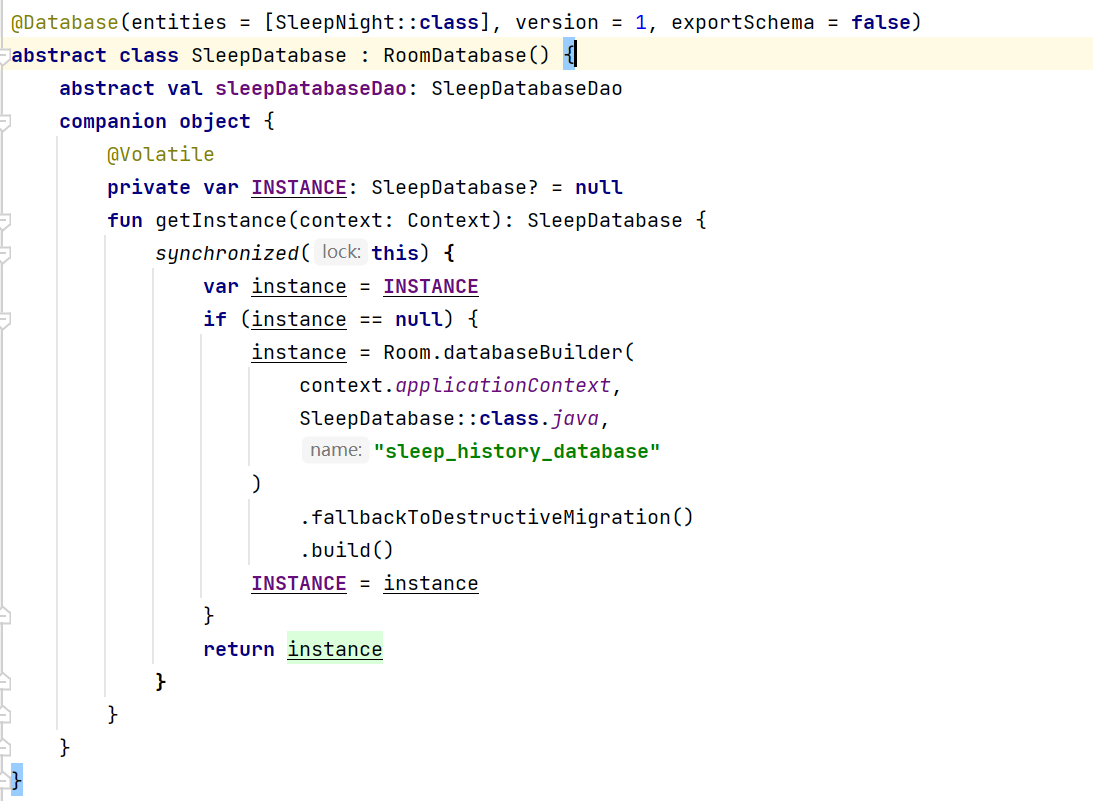 @Database(entities = [SleepNight::class], version = 1, exportSchema = false)
abstract class SleepDatabase : RoomDatabase() {
    abstract val sleepDatabaseDao: SleepDatabaseDao
    companion object {
        @Volatile
        private var INSTANCE: SleepDatabase? = null
        fun getInstance(context: Context): SleepDatabase {
            synchronized( lock: this) {
                var instance = INSTANCE
                if (instance == null) {
                    instance = Room.databaseBuilder(
                        context.applicationContext,
                        SleepDatabase::class.java,
                        name: "sleep_history_database"
                    )
                        .fallbackToDestructiveMigration()
                        .build()
                    INSTANCE = instance
                }
                return instance
            }
        }
    }
}